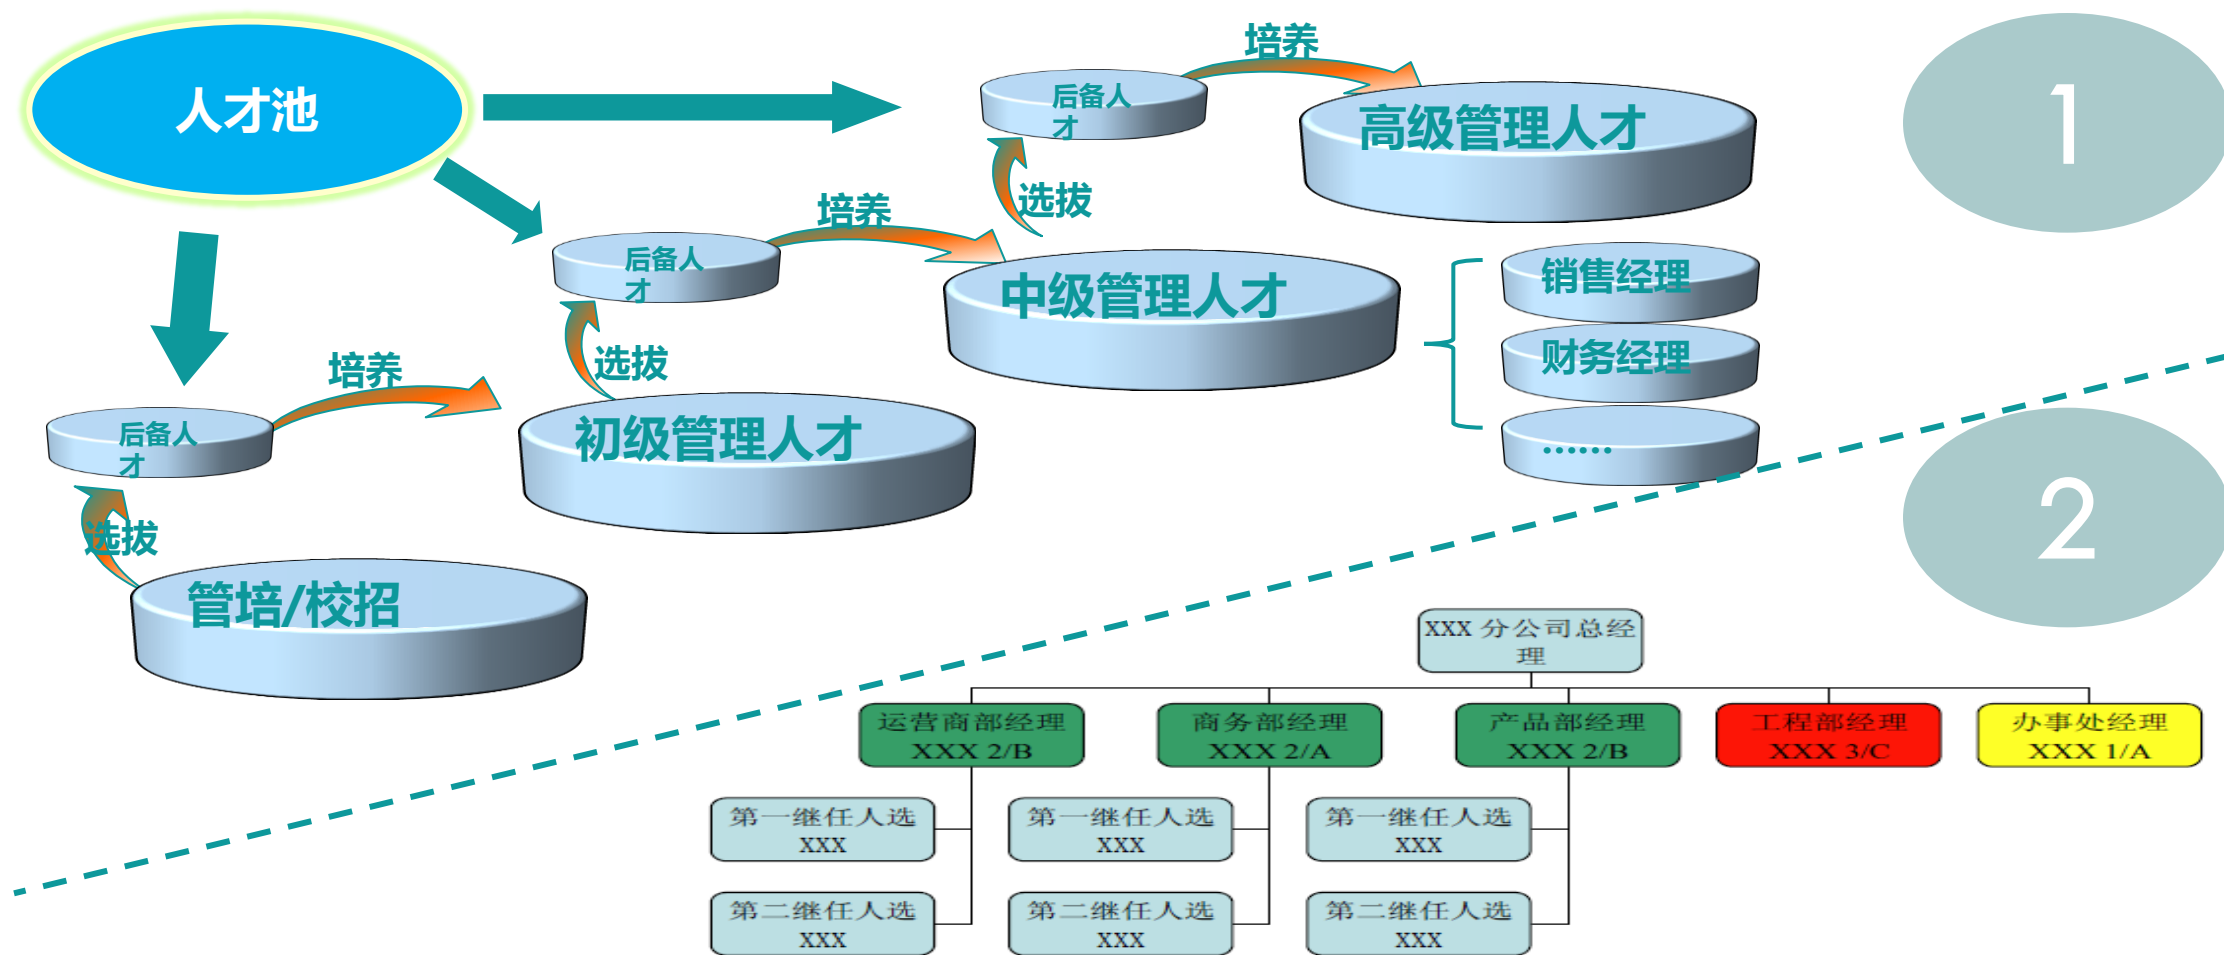 人才池
培养
后备人
才
高级管理人才
1
选拔
培养
后备人
才
中级管理人才
销售经理
财务经理
······
选拔
培养
后备人
才
初级管理人才
选拔
管培/校招
2
XXX 分公司总经
理
运营商部经理
XXX 2/B
商务部经理
XXX 2/A
产品部经理
XXX 2/B
工程部经理
XXX 3/C
办事处经理
XXX 1/A
第一继任人选
XXX
第一继任人选
XXX
第一继任人选
XXX
第二继任人选
XXX
第二继任人选
XXX
第二继任人选
XXX